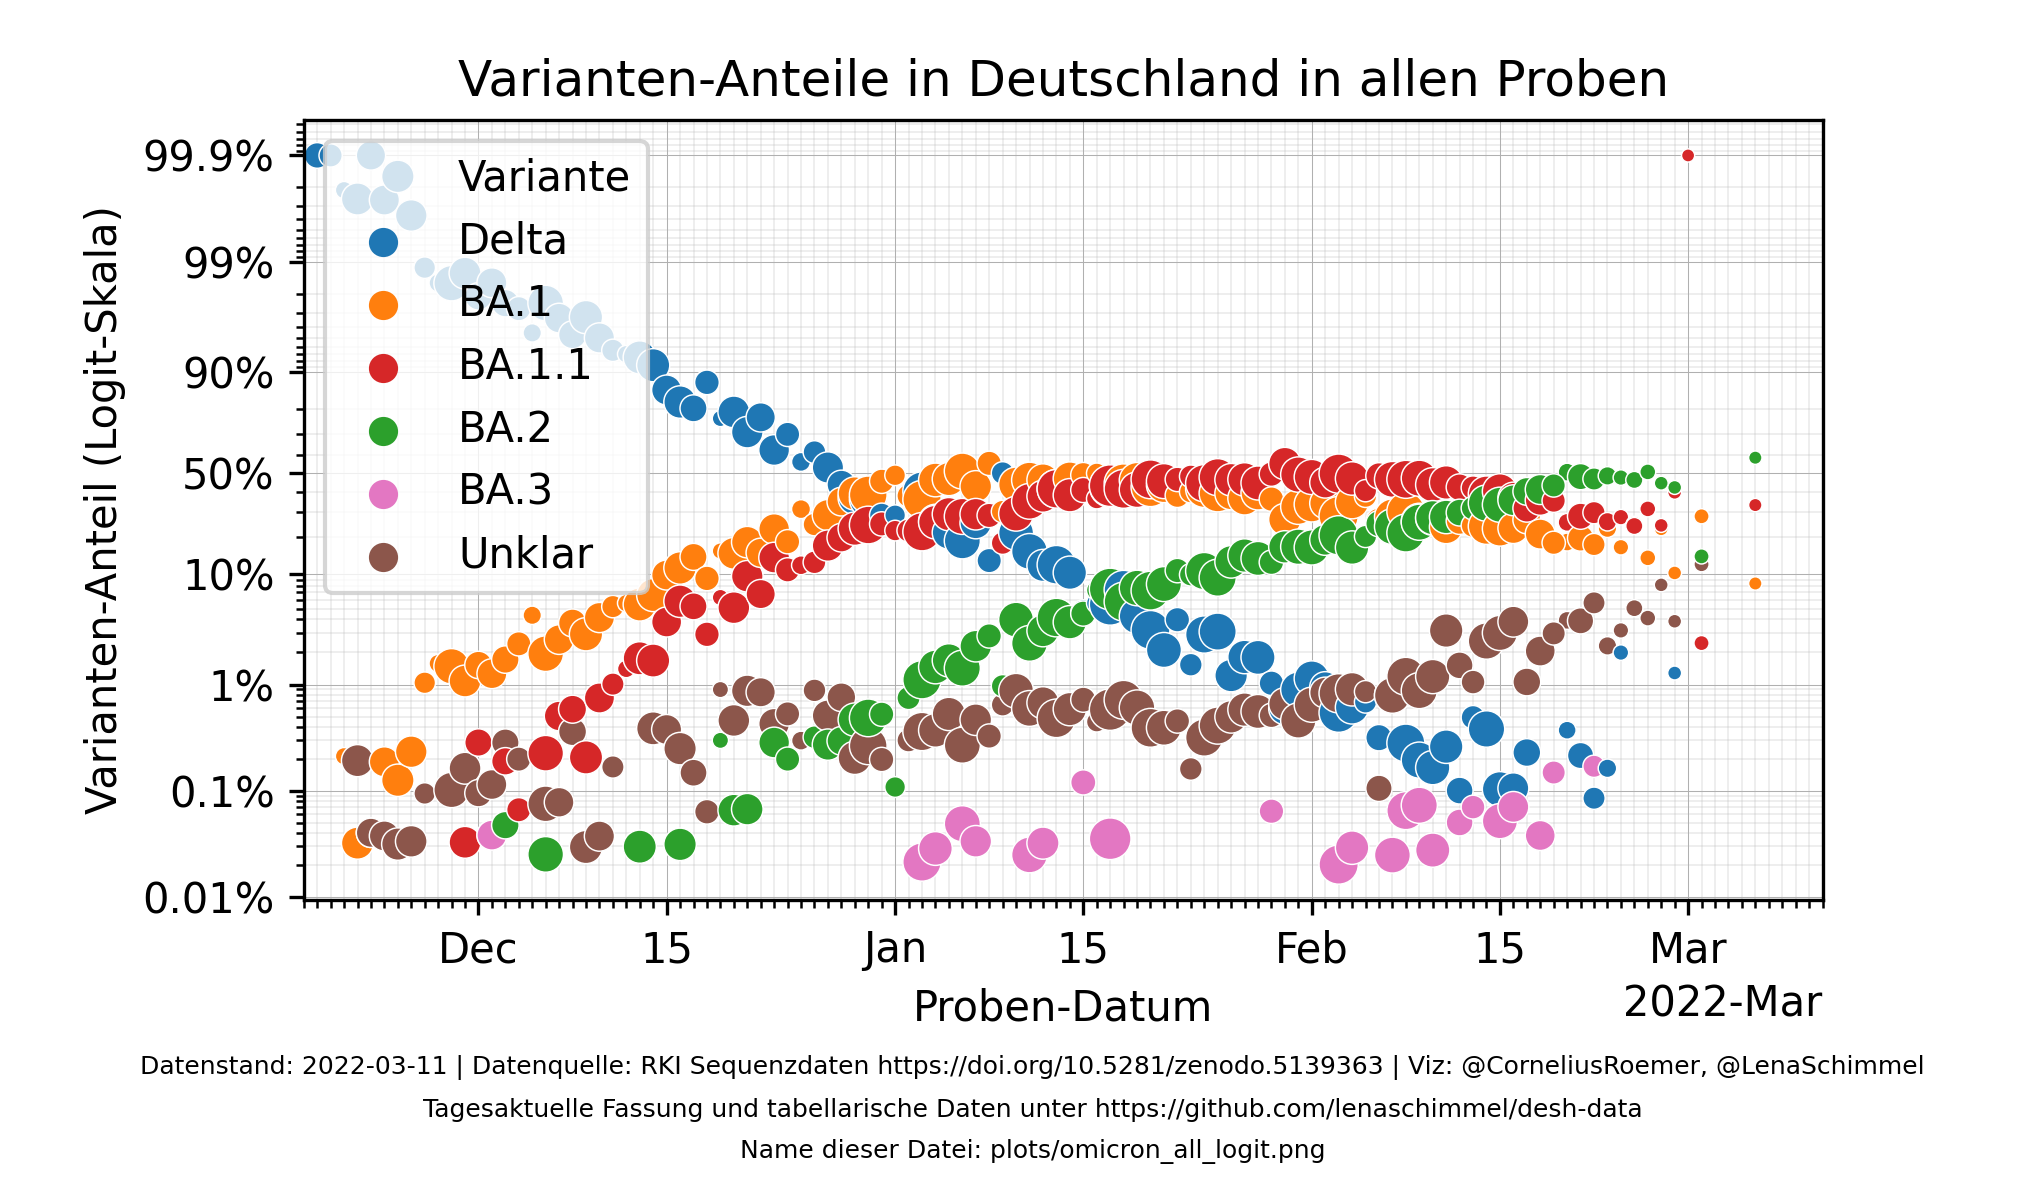 Varianten-Anteile in Deutschland in allen Proben
Varianten-Anteil (Logit-Skala)
99.9%
99%
90%
50%
10%
1%
0.1%
0.01%
Variante
Delta
BA.1
BA.1.1
BA.2
BA.3
Unklar
Dec 15 Jan 15 Feb 15 Mar
2022-Mar
Proben-Datum
Datenstand: 2022-03-11 | Datenquelle: RKI Sequenzdaten https://doi.org/10.5281/zenodo.5139363 | Viz: @CorneliusRoemer, @LenaSchimmel
Tagesaktuelle Fassung und tabellarische Daten unter https://github.com/lenaschimmel/desh-data
Name dieser Datei: plots/omicron_all_logit.png